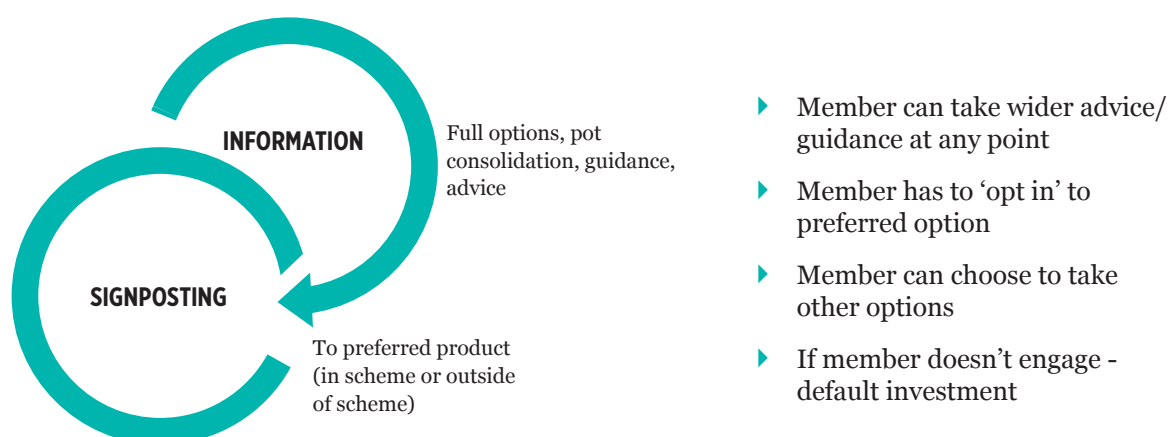 INFORMATION
Full options, pot
consolidation, guidance,
advice
SIGNPOSTING
To preferred product
(in scheme or outside
of scheme)
Member can take wider advice/
guidance at any point
Member has to ‘opt in’ to
preferred option
Member can choose to take
other options
If member doesn’t engage -
default investment